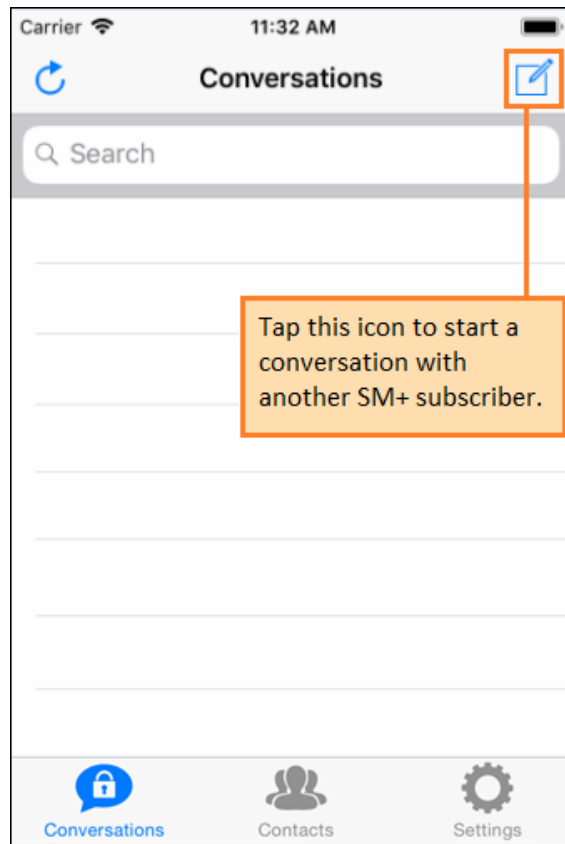 Carrier 11:32 AM
Conversations
Search
Tap this icon to start a
conversation with
another SM+ subscriber.
Conversations Contacts Settings